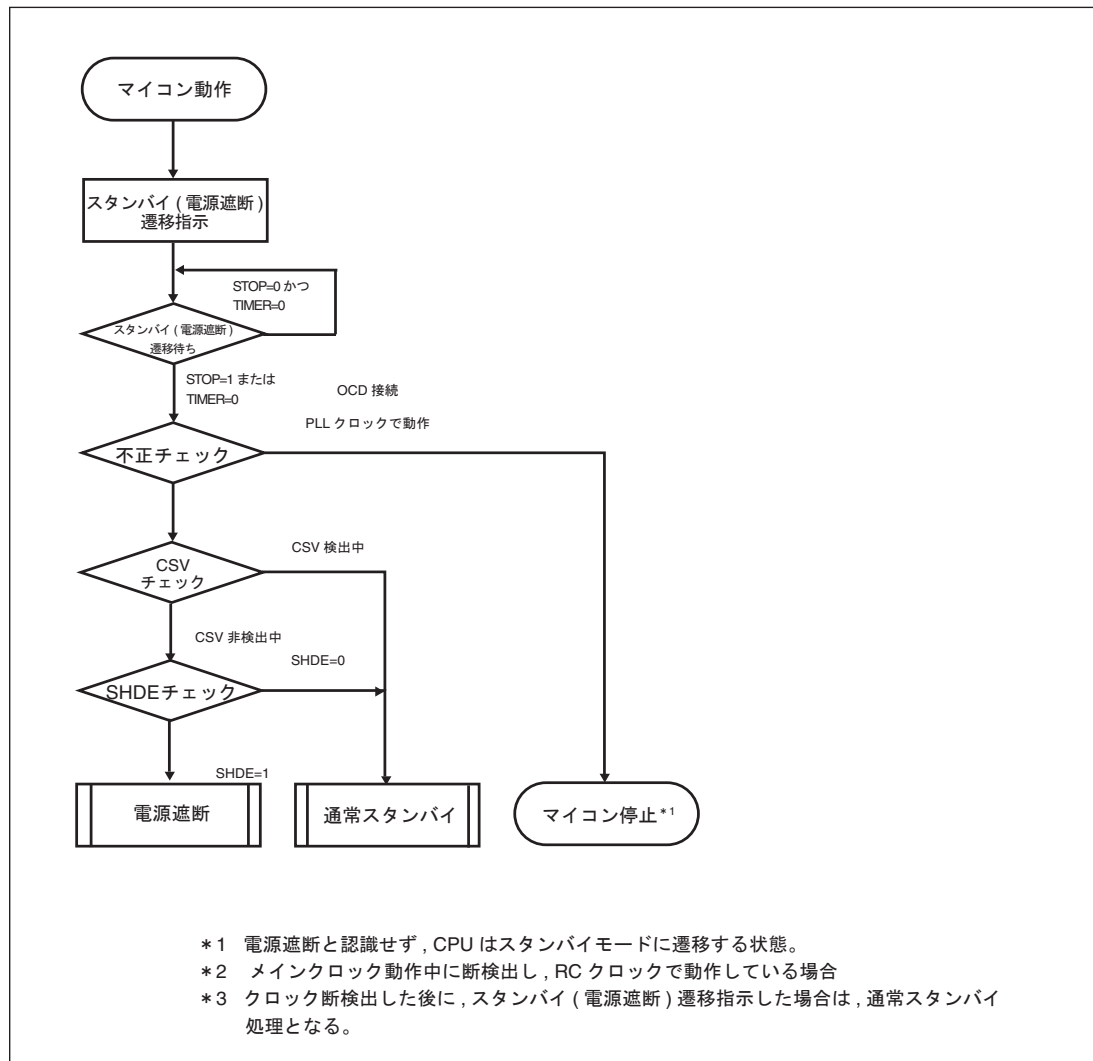 マイコン動作
スタンバイ ( 電源遮断 )
遷移指示
STOP=0 かつ
TIMER=0
スタンバイ ( 電源遮断 )
遷移待ち
STOP=1 または
TIMER=0
OCD 接続
PLL クロックで動作
不正チェック
CSV 検出中
CSV
チェック
CSV 非検出中
SHDE=0
SHDEチェック
SHDE=1
電源遮断
通常スタンバイ
マイコン停止*1
*1 電源遮断と認識せず , CPU はスタンバイモードに遷移する状態。
*2 メインクロック動作中に断検出し , RC クロックで動作している場合
*3 クロック断検出した後に , スタンバイ ( 電源遮断 ) 遷移指示した場合は , 通常スタンバイ
処理となる。